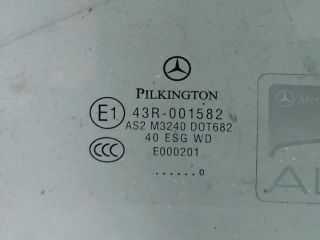 PILKINGTON
E1 43R-001582
AS2 M3240 DOT682
40 ESG WD
CCC E000201
......o